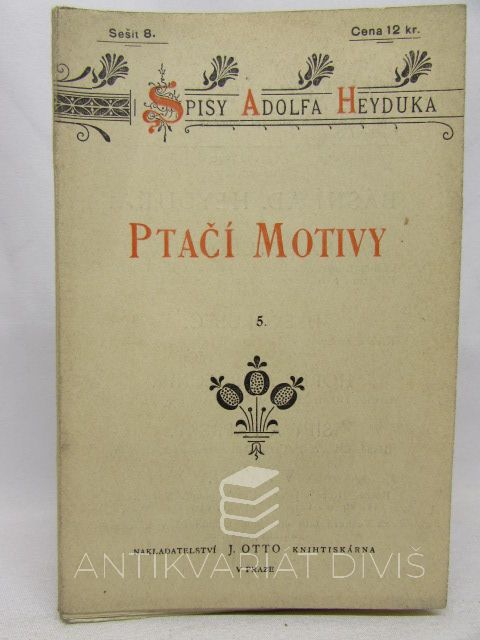 Sešit 8.
Cena 12 kr.
SPISY ADOLFA HEYDUKA
PTAČÍ MOTIVY
5.
NAKLADATELSTVÍ J. OTTO KNIHTISKÁRNA
V PRAZE
ANTIKVARIÁT DIVIŠ